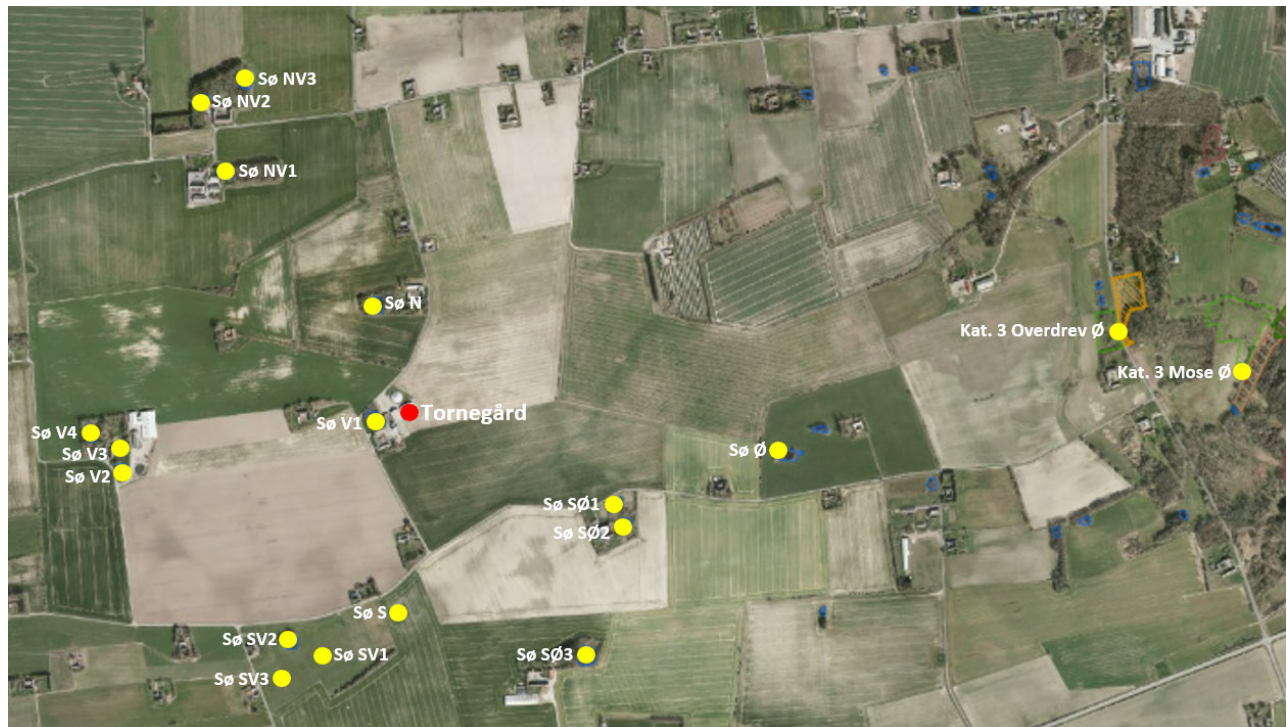 Sø NV3
Sø NV2
Sø NV1
Sø N
Kat. 3 Overdrev Ø
Kat. 3 Mose Ø
Tornegård
Sø V1
Sø V4
Sø V3
Sø V2
Sø Ø
Sø SØ1
Sø SØ2
Sø S
Sø SV2
Sø SV1
Sø SØ3
Sø SV3